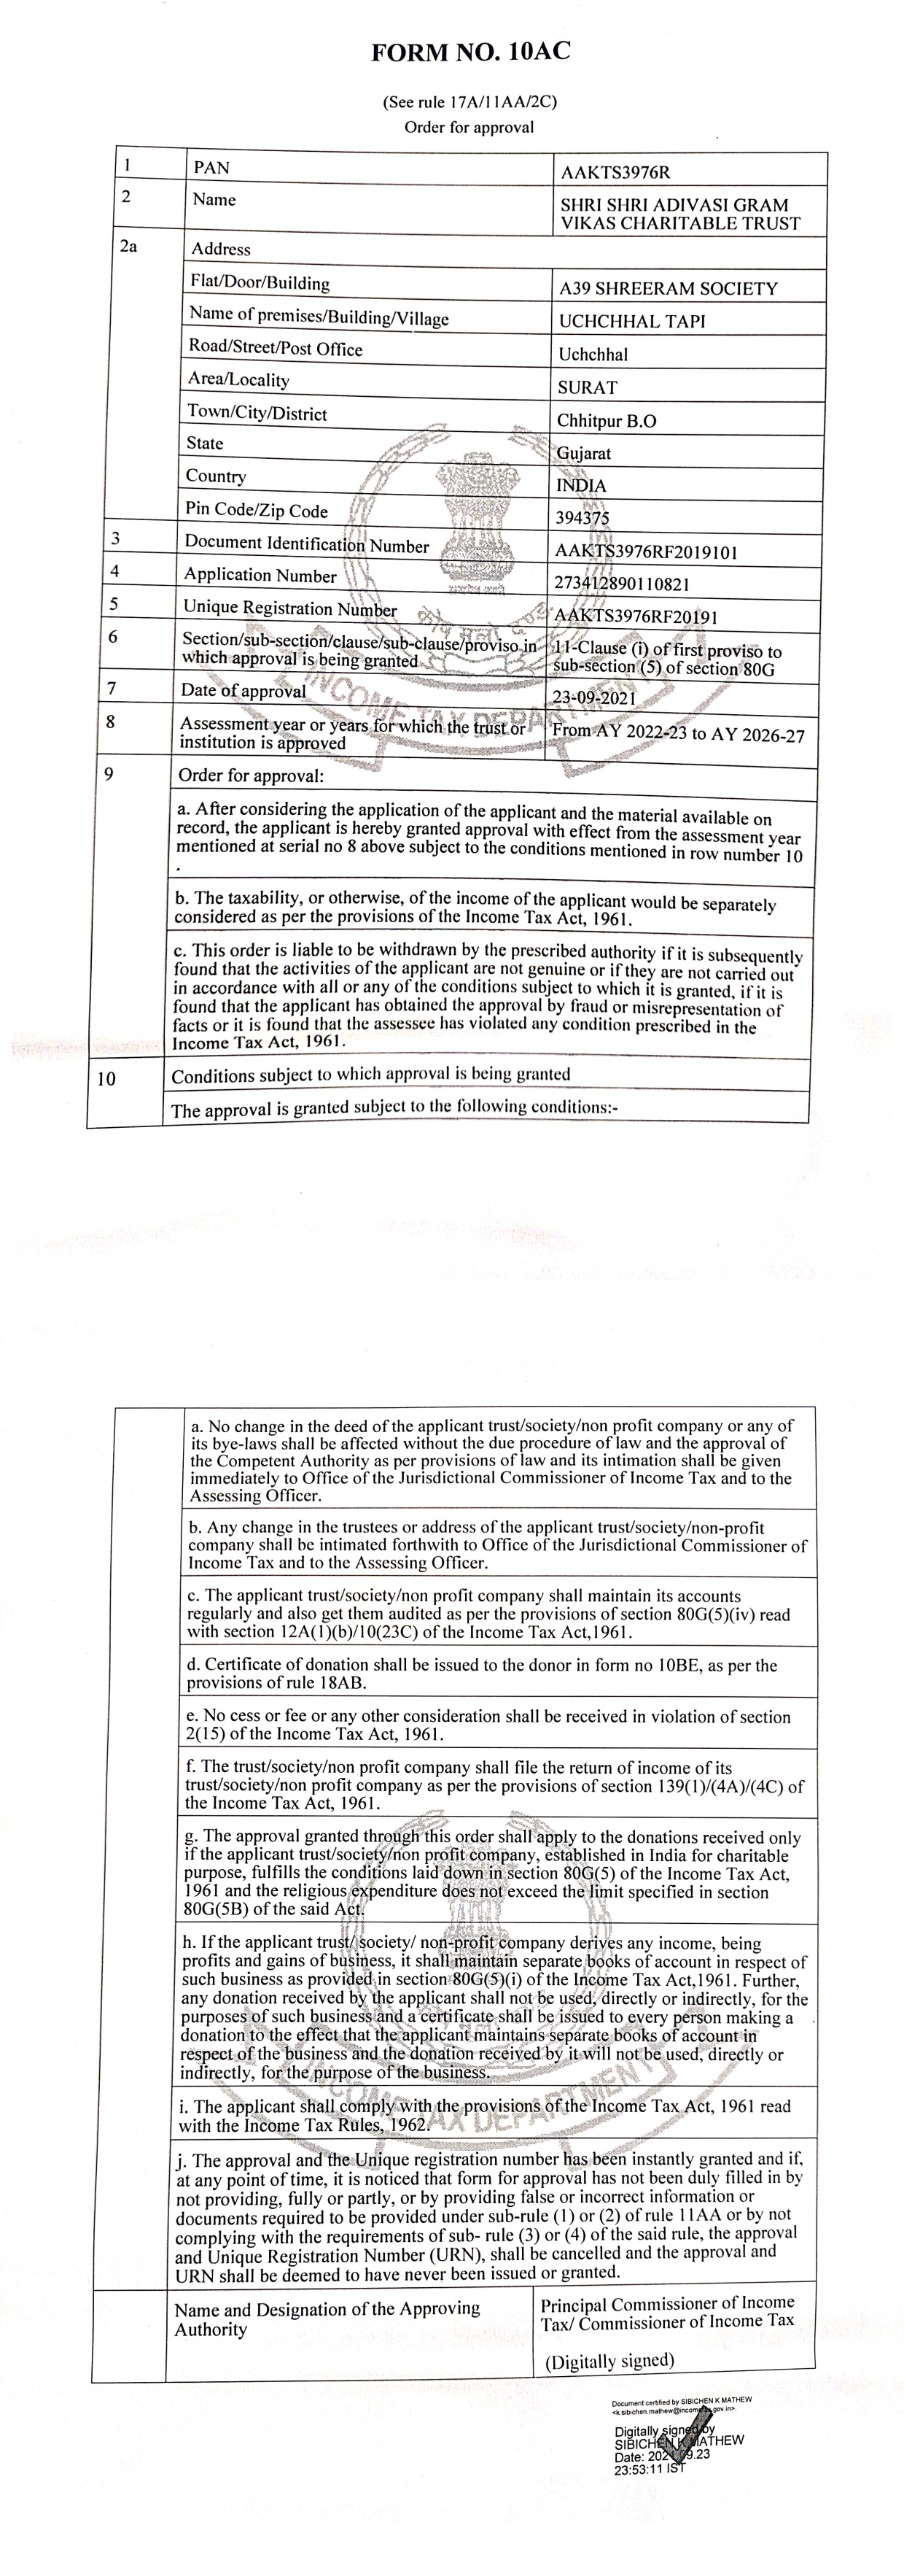 FORM NO. 10AC
(See rule 17A/11AA/2C)
Order for approval
1 PAN AAKTS3976R
2 Name SHRI SHRI ADIVASI GRAM
VIKAS CHARITABLE TRUST
2a Address
Flat/Door/Building A39 SHREERAM SOCIETY
Name of premises/Building/Village UCHCHHAL TAPI
Road/Street/Post Office Uchchhal
Area/Locality SURAT
Town/City/District Chhitpur B.O
State Gujarat
Country INDIA
Pin Code/Zip Code 394375
3 Document Identification Number AAKTS3976RF2019101
4 Application Number 273412890110821
5 Unique Registration Number AAKTS3976RF20191
6 Section/sub-section/clause/sub-clause/proviso in 11-Clause (i) of first proviso to
which approval is being granted sub-section (5) of section 80G
7 Date of approval 23-09-2021
8 Assessment year or years for which the trust or From AY 2022-23 to AY 2026-27
institution is approved
INCOME TAX DEPARTMENT
9 Order for approval:
a. After considering the application of the applicant and the material available on
record, the applicant is hereby granted approval with effect from the assessment year
mentioned at serial no 8 above subject to the conditions mentioned in row number 10
.
b. The taxability, or otherwise, of the income of the applicant would be separately
considered as per the provisions of the Income Tax Act, 1961.
c. This order is liable to be withdrawn by the prescribed authority if it is subsequently
found that the activities of the applicant are not genuine or if they are not carried out
in accordance with all or any of the conditions subject to which it is granted, if it is
found that the applicant has obtained the approval by fraud or misrepresentation of
facts or it is found that the assessee has violated any condition prescribed in the
Income Tax Act, 1961.
10 Conditions subject to which approval is being granted
The approval is granted subject to the following conditions:-
a. No change in the deed of the applicant trust/society/non profit company or any of
its bye-laws shall be affected without the due procedure of law and the approval of
the Competent Authority as per provisions of law and its intimation shall be given
immediately to Office of the Jurisdictional Commissioner of Income Tax and to the
Assessing Officer.
b. Any change in the trustees or address of the applicant trust/society/non-profit
company shall be intimated forthwith to Office of the Jurisdictional Commissioner of
Income Tax and to the Assessing Officer.
c. The applicant trust/society/non profit company shall maintain its accounts
regularly and also get them audited as per the provisions of section 80G(5)(iv) read
with section 12A(1)(b)/10(23C) of the Income Tax Act,1961.
d. Certificate of donation shall be issued to the donor in form no 10BE, as per the
provisions of rule 18AB.
e. No cess or fee or any other consideration shall be received in violation of section
2(15) of the Income Tax Act, 1961.
f. The trust/society/non profit company shall file the return of income of its
trust/society/non profit company as per the provisions of section 139(1)/(4A)/(4C) of
the Income Tax Act, 1961.
g. The approval granted through this order shall apply to the donations received only
if the applicant trust/society/non profit company, established in India for charitable
purpose, fulfills the conditions laid down in section 80G(5) of the Income Tax Act,
1961 and the religious expenditure does not exceed the limit specified in section
80G(5B) of the said Act.
h. If the applicant trust/ society/ non-profit company derives any income, being
profits and gains of business, it shall maintain separate books of account in respect of
such business as provided in section 80G(5)(i) of the Income Tax Act,1961. Further,
any donation received by the applicant shall not be used, directly or indirectly, for the
purposes of such business and a certificate shall be issued to every person making a
donation to the effect that the applicant maintains separate books of account in
respect of the business and the donation received by it will not be used, directly or
indirectly, for the purpose of the business.
INCOME TAX DEPARTMENT
i. The applicant shall comply with the provisions of the Income Tax Act, 1961 read
with the Income Tax Rules, 1962.
j. The approval and the Unique registration number has been instantly granted and if,
at any point of time, it is noticed that form for approval has not been duly filled in by
not providing, fully or partly, or by providing false or incorrect information or
documents required to be provided under sub-rule (1) or (2) of rule 11AA or by not
complying with the requirements of sub- rule (3) or (4) of the said rule, the approval
and Unique Registration Number (URN), shall be cancelled and the approval and
URN shall be deemed to have never been issued or granted.
Name and Designation of the Approving Principal Commissioner of Income
Authority Tax/ Commissioner of Income Tax
(Digitally signed)
Document certified by SIBICHEN K MATHEW
Digitally signed by
SIBICHEN K MATHEW
Date: 2021.09.23
23:53:11 IST